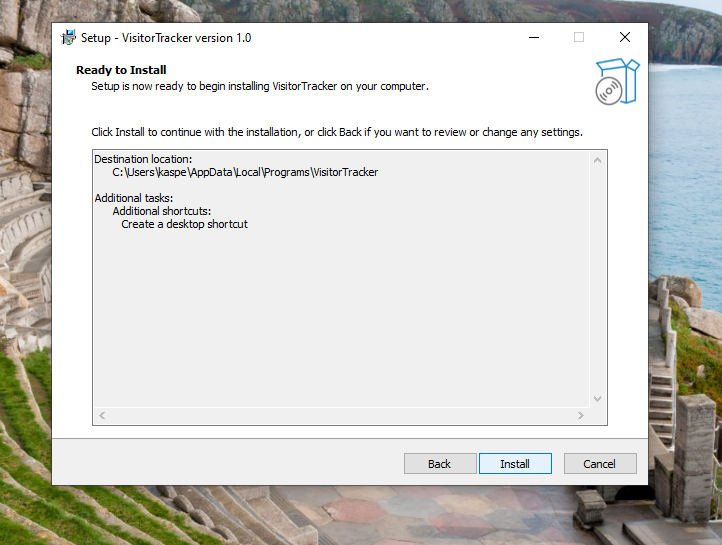 Setup - VisitorTracker version 1.0
Ready to Install
Setup is now ready to begin installing VisitorTracker on your computer.
Click Install to continue with the installation, or click Back if you want to review or change any settings.
Destination location:
C:\Users\kaspe\AppData\Local\Programs\VisitorTracker
Additional tasks:
Additional shortcuts:
Create a desktop shortcut
Back
Install
Cancel